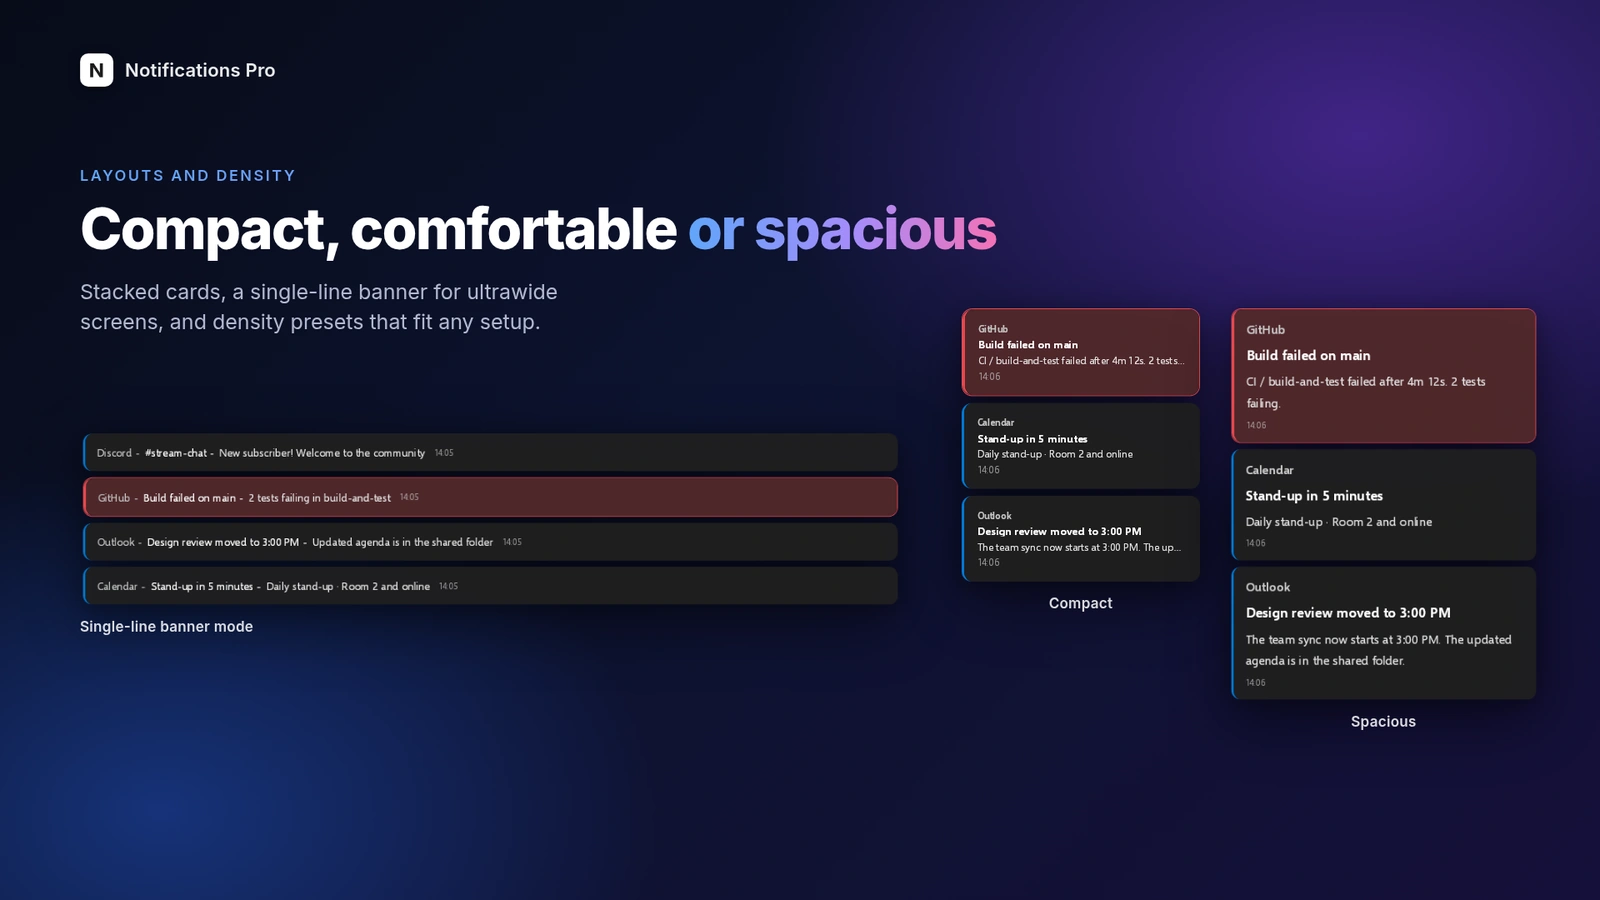 N Notifications Pro
LAYOUTS AND DENSITY
Compact, comfortable or spacious
Stacked cards, a single-line banner for ultrawide
screens, and density presets that fit any setup.
Discord - #stream-chat - New subscriber! Welcome to the community 14:05
GitHub - Build failed on main - 2 tests failing in build-and-test 14:05
Outlook - Design review moved to 3:00 PM - Updated agenda is in the shared folder 14:05
Calendar - Stand-up in 5 minutes - Daily stand-up · Room 2 and online 14:05
Single-line banner mode
GitHub
Build failed on main
CI / build-and-test failed after 4m 12s. 2 tests...
14:06
Calendar
Stand-up in 5 minutes
Daily stand-up · Room 2 and online
14:06
Outlook
Design review moved to 3:00 PM
The team sync now starts at 3:00 PM. The up...
14:06
Compact
GitHub
Build failed on main
CI / build-and-test failed after 4m 12s. 2 tests
failing.
14:06
Calendar
Stand-up in 5 minutes
Daily stand-up · Room 2 and online
14:06
Outlook
Design review moved to 3:00 PM
The team sync now starts at 3:00 PM. The updated
agenda is in the shared folder.
14:06
Spacious